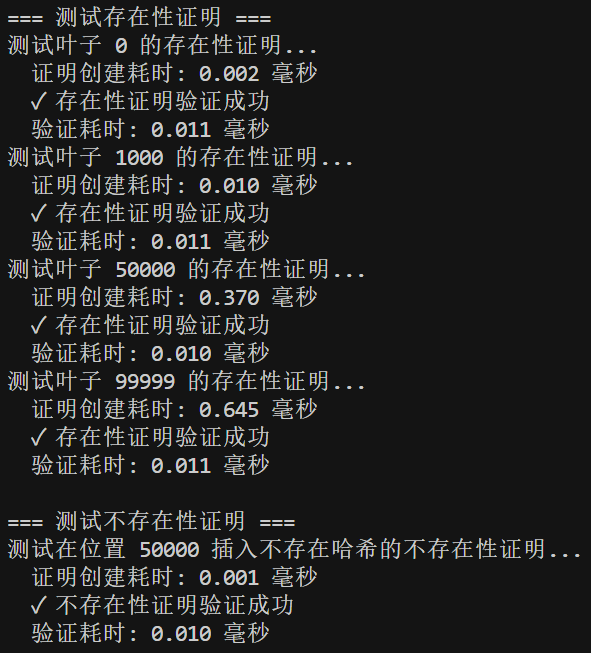 === 测试存在性证明 ===
测试叶子 0 的存在性证明...
  证明创建耗时: 0.002 毫秒
  ✓ 存在性证明验证成功
  验证耗时: 0.011 毫秒
测试叶子 1000 的存在性证明...
  证明创建耗时: 0.010 毫秒
  ✓ 存在性证明验证成功
  验证耗时: 0.011 毫秒
测试叶子 50000 的存在性证明...
  证明创建耗时: 0.370 毫秒
  ✓ 存在性证明验证成功
  验证耗时: 0.010 毫秒
测试叶子 99999 的存在性证明...
  证明创建耗时: 0.645 毫秒
  ✓ 存在性证明验证成功
  验证耗时: 0.011 毫秒

=== 测试不存在性证明 ===
测试在位置 50000 插入不存在哈希的不存在性证明...
  证明创建耗时: 0.001 毫秒
  ✓ 不存在性证明验证成功
  验证耗时: 0.010 毫秒